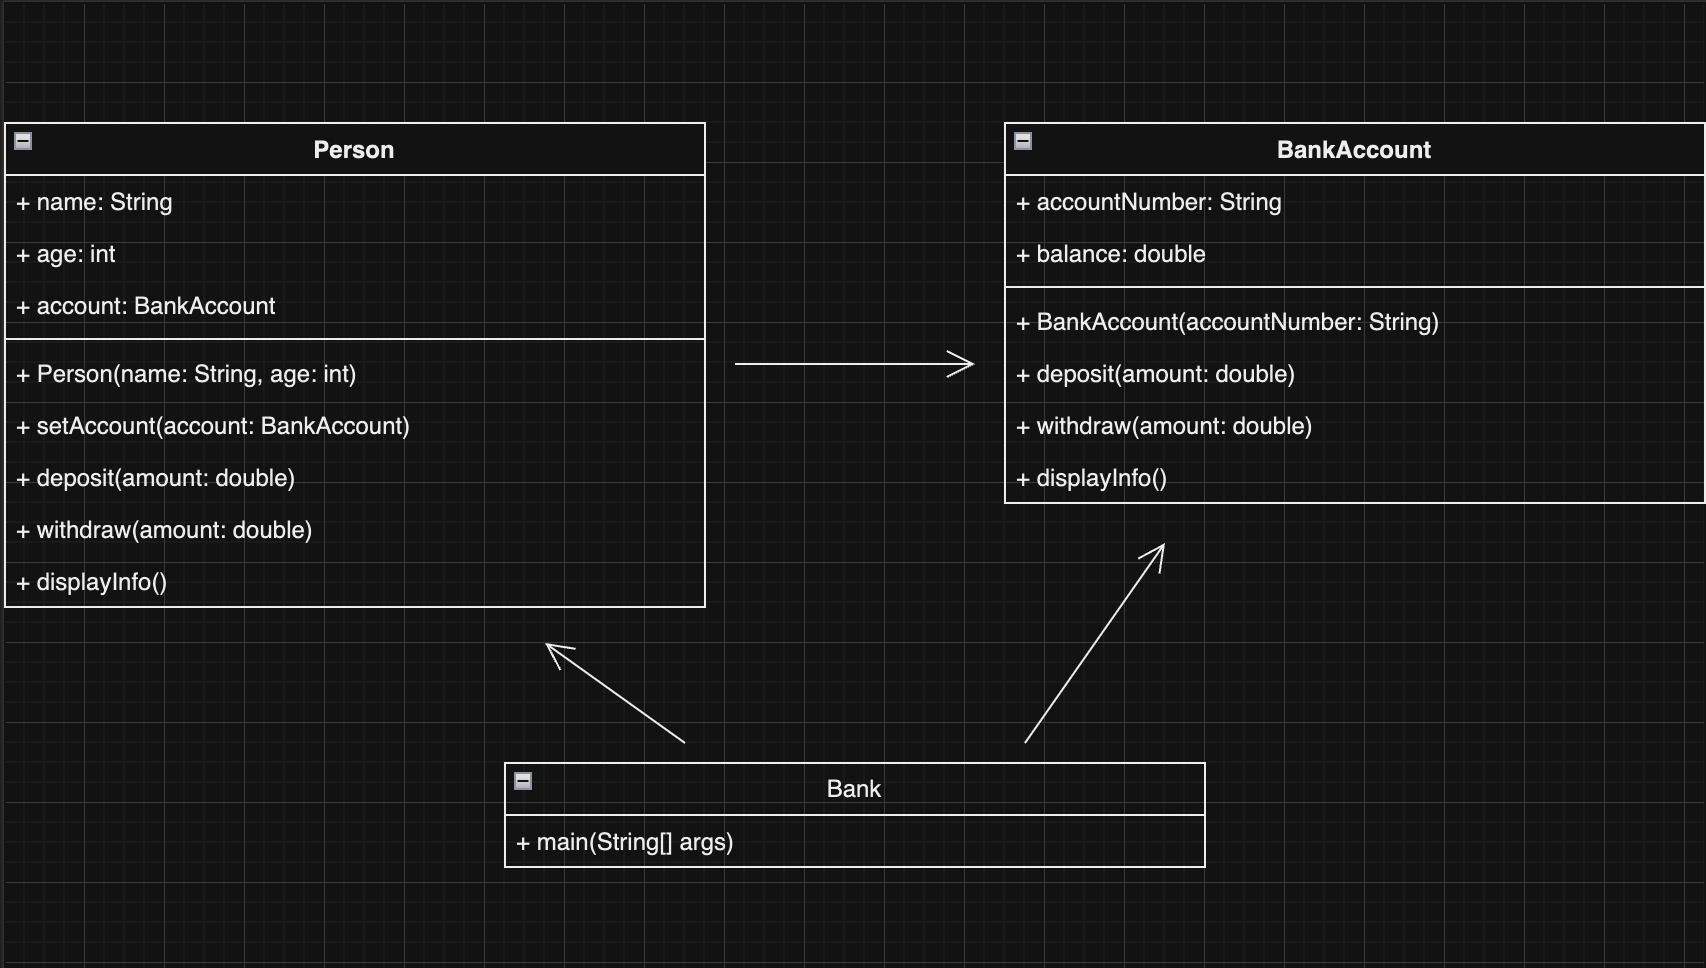 Person
+ name: String
+ age: int
+ account: BankAccount
+ Person(name: String, age: int)
+ setAccount(account: BankAccount)
+ deposit(amount: double)
+ withdraw(amount: double)
+ displayInfo()
BankAccount
+ accountNumber: String
+ balance: double
+ BankAccount(accountNumber: String)
+ deposit(amount: double)
+ withdraw(amount: double)
+ displayInfo()
Bank
+ main(String[] args)